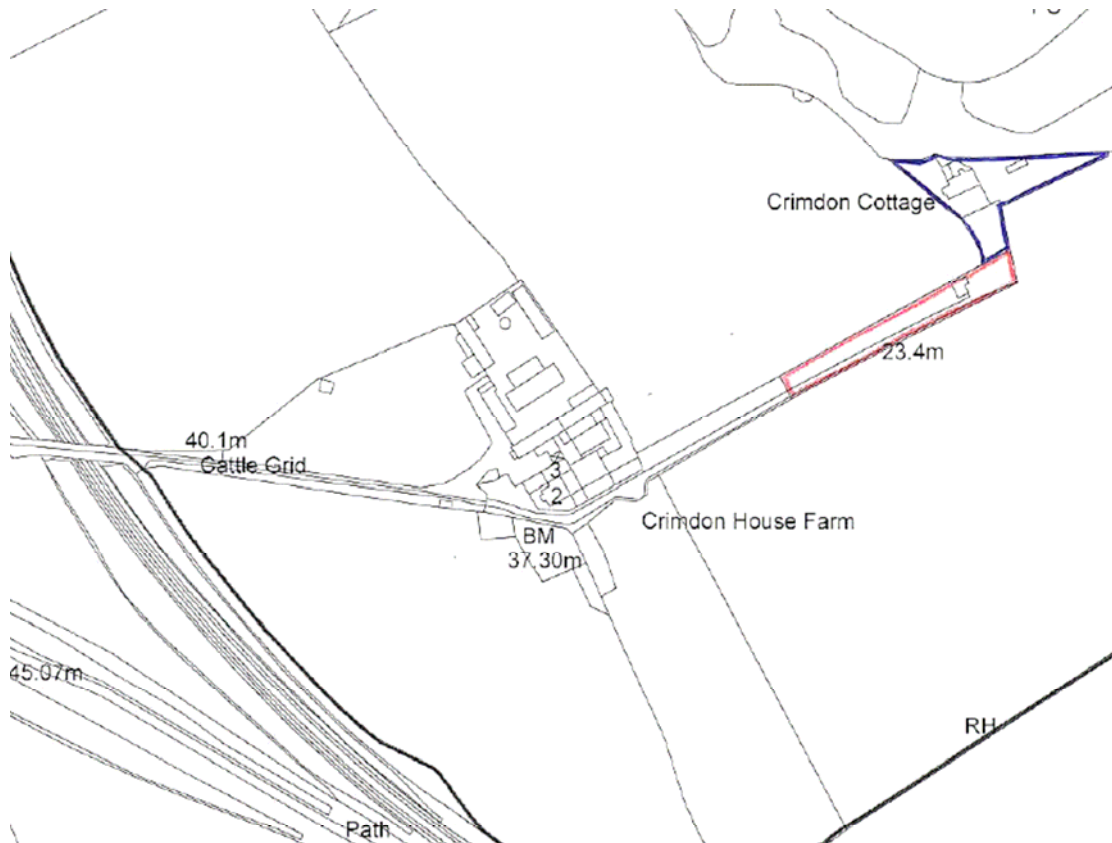 Crimdon Cottage
23.4m
40.1m
Cattle Grid
3
2
Crimdon House Farm
BM
37.30m
45.07m
RH
Path